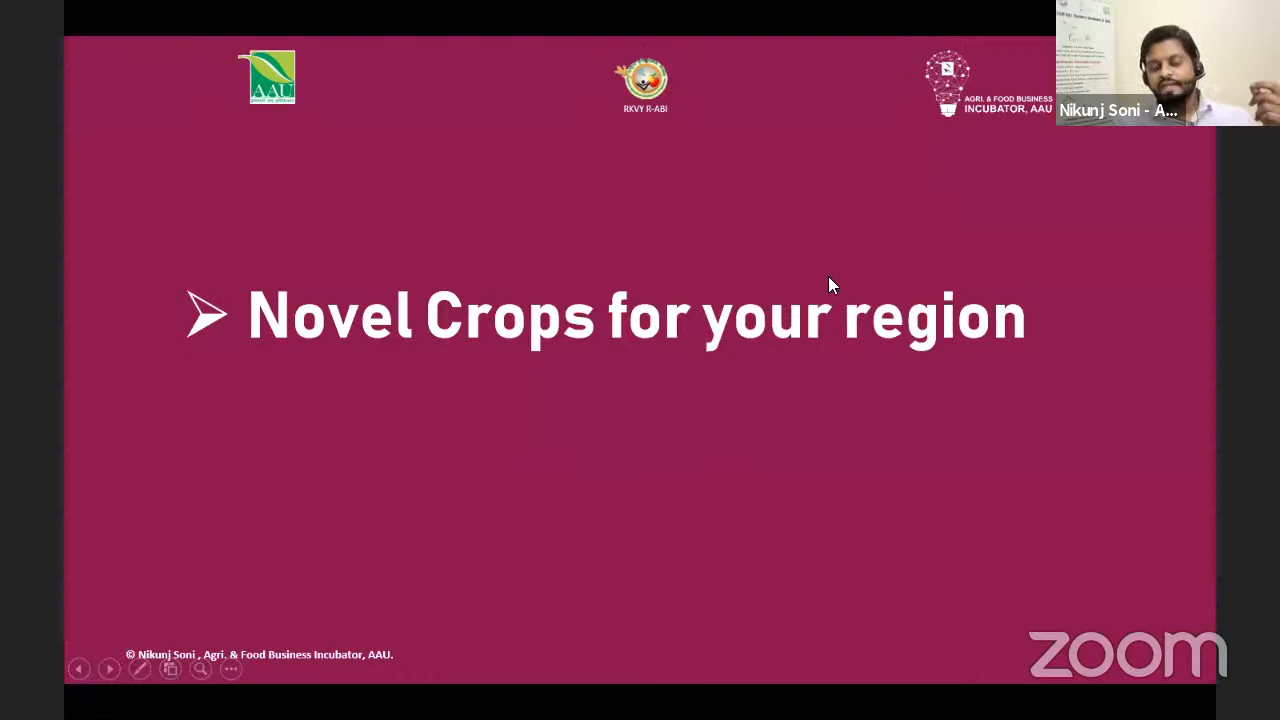 AAU
RKVY R-ABI
AGRI. & FOOD BUSINESS
INCUBATOR, AAU
Nikunj Soni - A...
➢ Novel Crops for your region
© Nikunj Soni , Agri. & Food Business Incubator, AAU.
zoom